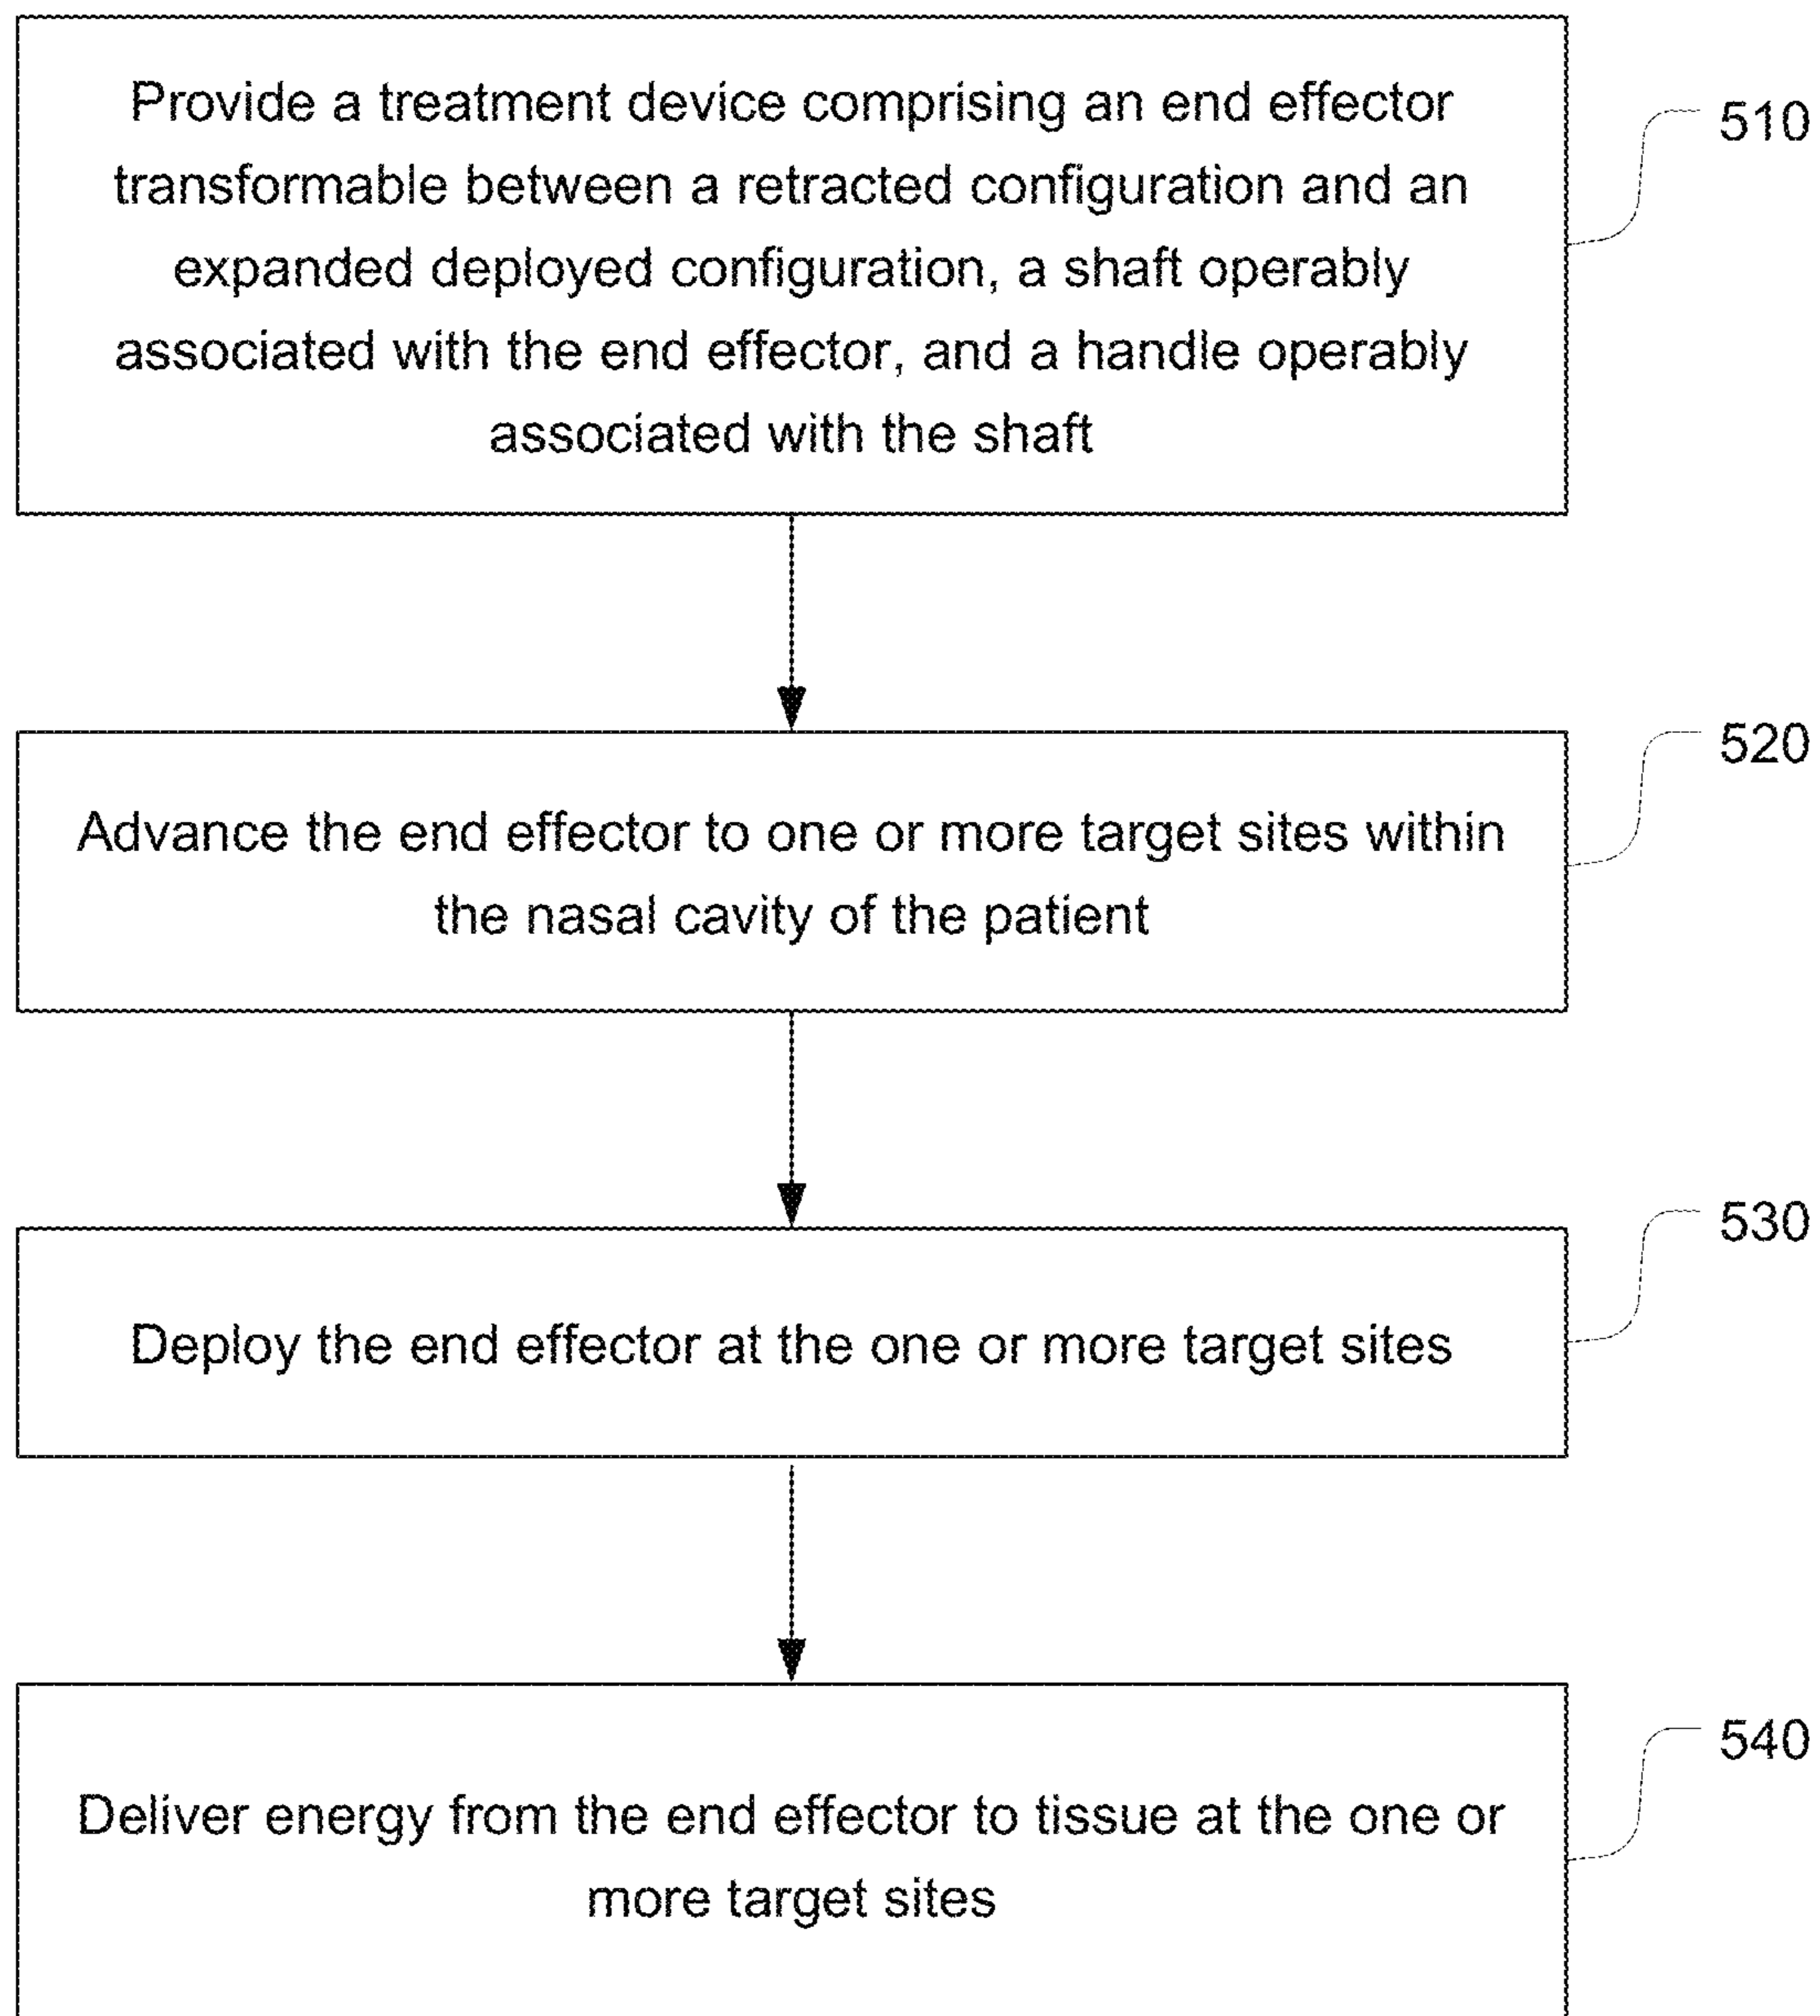 Provide a treatment device comprising an end effector
transformable between a retracted configuration and an
expanded deployed configuration, a shaft operably
associated with the end effector, and a handle operably
associated with the shaft
510
Advance the end effector to one or more target sites within
the nasal cavity of the patient
520
Deploy the end effector at the one or more target sites
530
Deliver energy from the end effector to tissue at the one or
more target sites
540